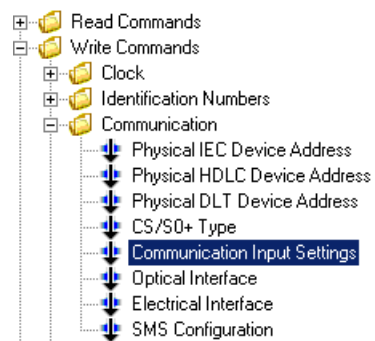 Read Commands
Write Commands
Clock
Identification Numbers
Communication
Physical IEC Device Address
Physical HDLC Device Address
Physical DLT Device Address
CS/S0+ Type
Communication Input Settings
Optical Interface
Electrical Interface
SMS Configuration